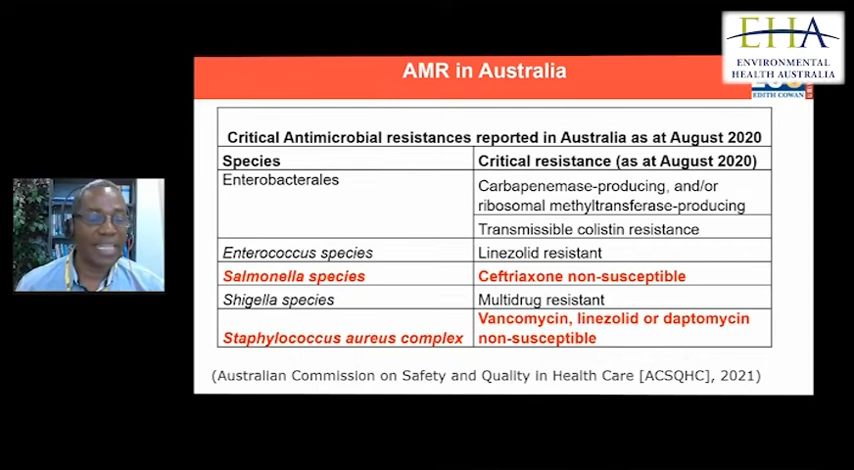 EHA
ENVIRONMENTAL
HEALTH AUSTRALIA
AMR in Australia
EDITH COWAN
Critical Antimicrobial resistances reported in Australia as at August 2020
Species
Critical resistance (as at August 2020)
Enterobacterales
Carbapenemase-producing, and/or
ribosomal methyltransferase-producing
Transmissible colistin resistance
Enterococcus species
Linezolid resistant
Salmonella species
Ceftriaxone non-susceptible
Shigella species
Multidrug resistant
Staphylococcus aureus complex
Vancomycin, linezolid or daptomycin
non-susceptible
(Australian Commission on Safety and Quality in Health Care [ACSQHC], 2021)